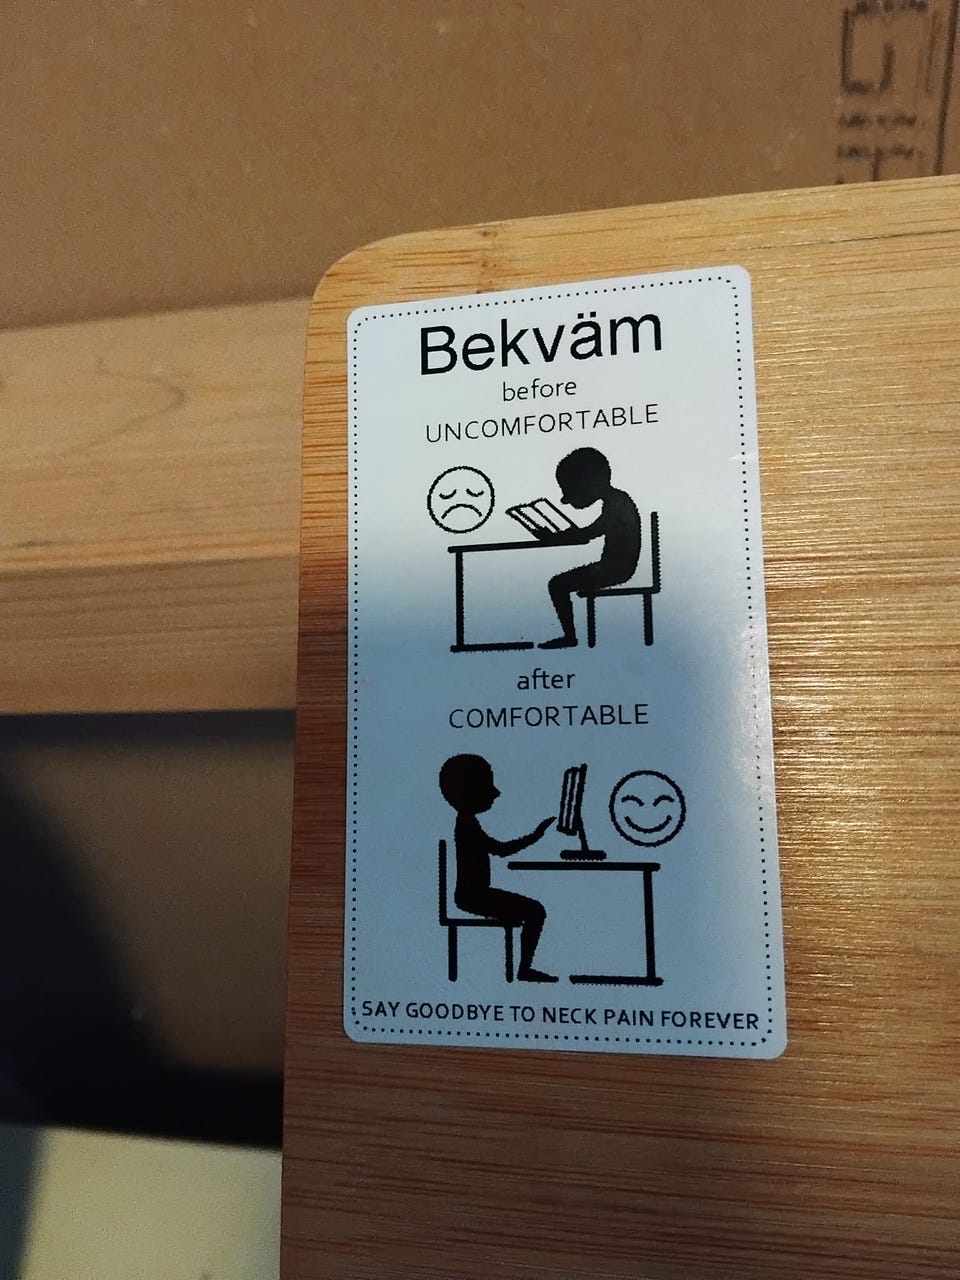 Bekväm
before
UNCOMFORTABLE
after
COMFORTABLE
SAY GOODBYE TO NECK PAIN FOREVER